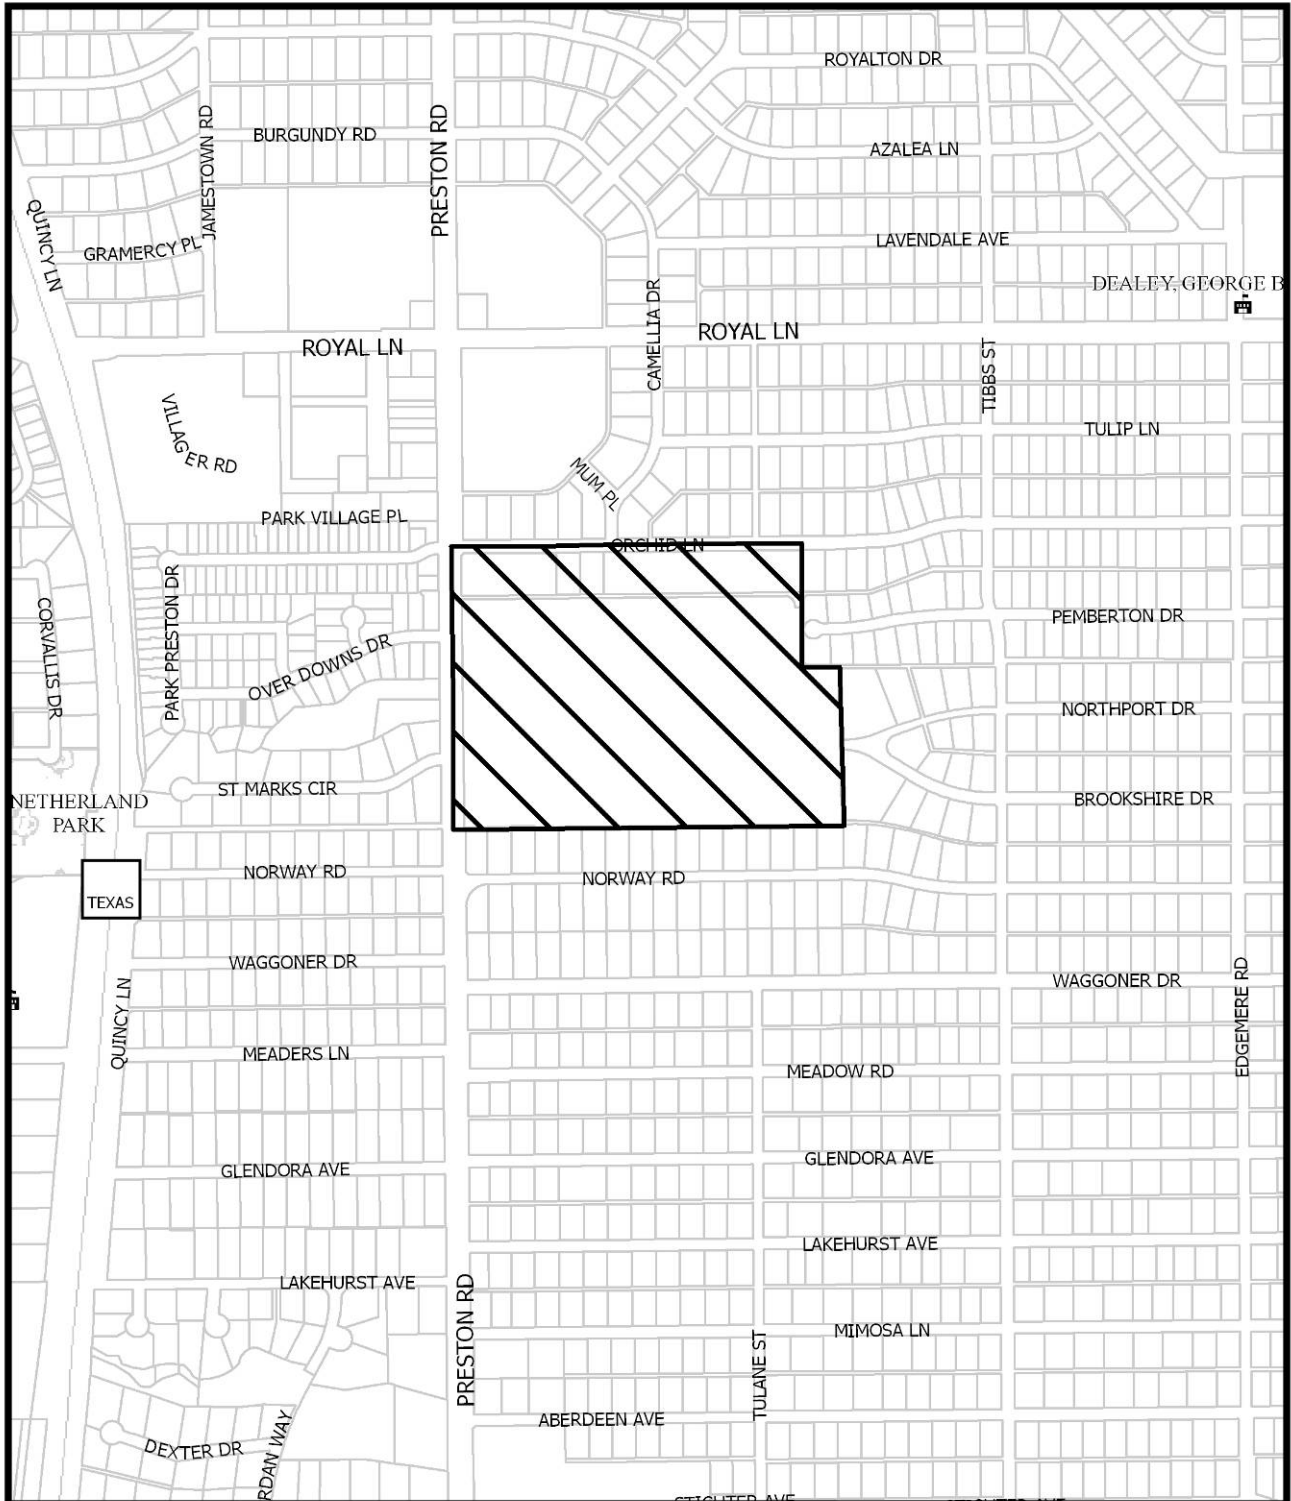 ROYALTON DR
BURGUNDY RD
JAMESTOWN RD
PRESTON RD
AZALEA LN
QUINCY LN
GRAMERCY PL
LAVENDALE AVE
DEALEY, GEORGE B
CAMELLIA DR
ROYAL LN
ROYAL LN
TIBBS ST
VILLAGER RD
TULIP LN
MUM PL
PARK VILLAGE PL
ORCHID LN
CORVALLIS DR
PARK PRESTON DR
PEMBERTON DR
OVER DOWNS DR
NORTHPORT DR
ST MARKS CIR
NETHERLAND
PARK
BROOKSHIRE DR
NORWAY RD
NORWAY RD
TEXAS
WAGGONER DR
WAGGONER DR
QUINCY LN
EDGEMERE RD
MEADERS LN
MEADOW RD
GLENDORA AVE
GLENDORA AVE
LAKEHURST AVE
LAKEHURST AVE
PRESTON RD
MIMOSA LN
TULANE ST
ABERDEEN AVE
DEXTER DR
RDAN WAY